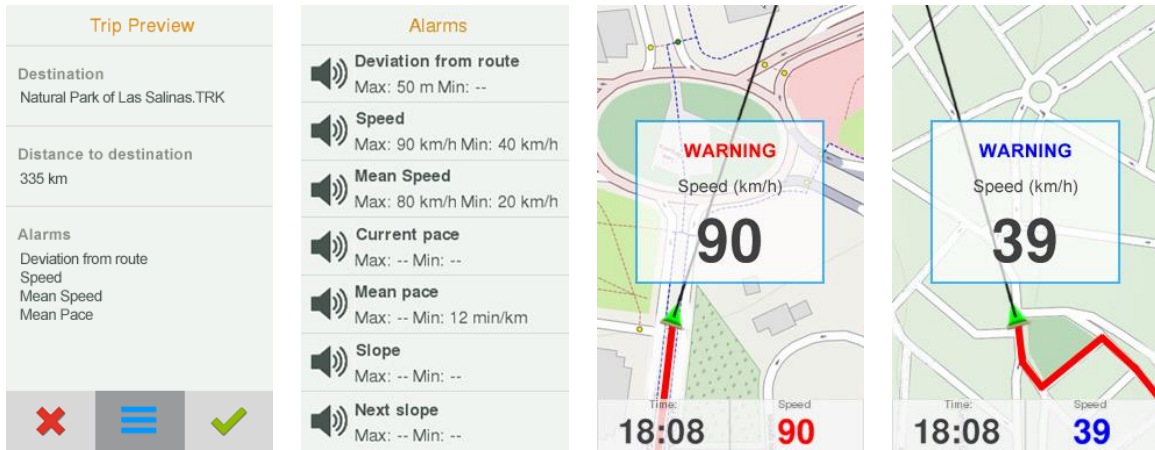 Trip Preview
Destination
Natural Park of Las Salinas.TRK
Distance to destination
335 km
Alarms
Deviation from route
Speed
Mean Speed
Mean Pace
Alarms
Deviation from route
Max: 50 m Min: --
Speed
Max: 90 km/h Min: 40 km/h
Mean Speed
Max: 80 km/h Min: 20 km/h
Current pace
Max: -- Min: --
Mean pace
Max: -- Min: 12 min/km
Slope
Max: -- Min: --
Next slope
Max: -- Min: --
WARNING
Speed (km/h)
90
Time:
Speed
18:08
90
WARNING
Speed (km/h)
39
Time:
Speed
18:08
39